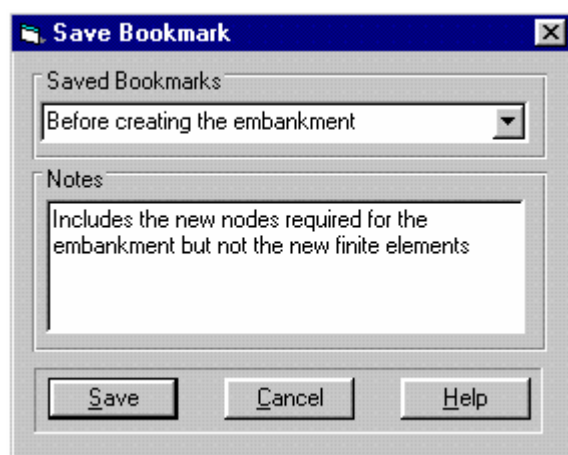 Save Bookmark
Saved Bookmarks
Before creating the embankment
Notes
Includes the new nodes required for the
embankment but not the new finite elements
Save Cancel Help